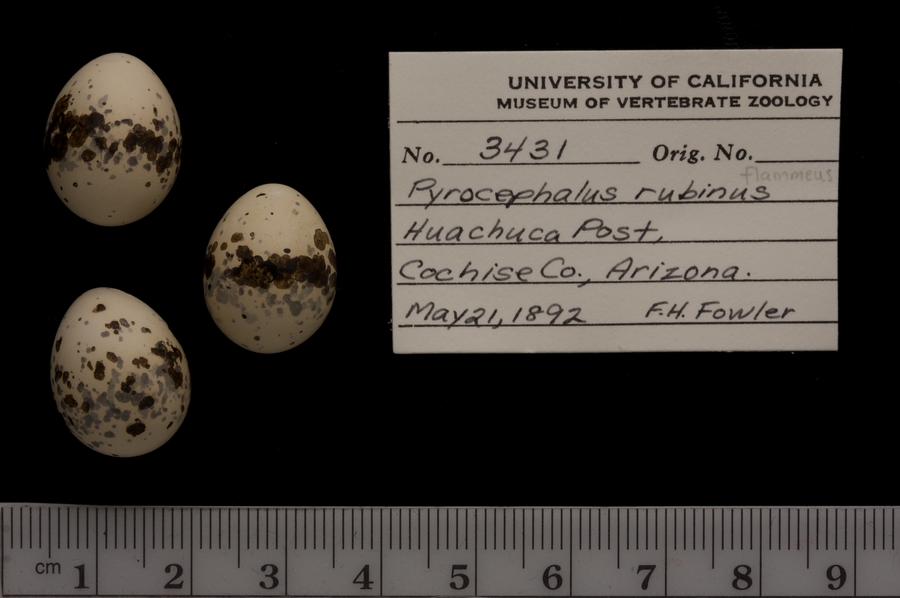 UNIVERSITY OF CALIFORNIA
MUSEUM OF VERTEBRATE ZOOLOGY
No. 3431 Orig. No.
flammeus
Pyrocephalus rubinus
Huachuca Post,
Cochise Co., Arizona.
May 21, 1892 F.H. Fowler
cm 1 2 3 4 5 6 7 8 9